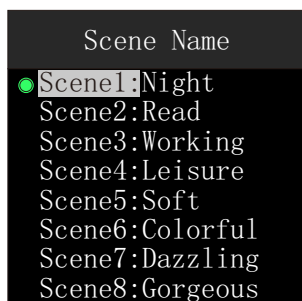 Scene Name
Scene1:Night
Scene2:Read
Scene3:Working
Scene4:Leisure
Scene5:Soft
Scene6:Colorful
Scene7:Dazzling
Scene8:Gorgeous